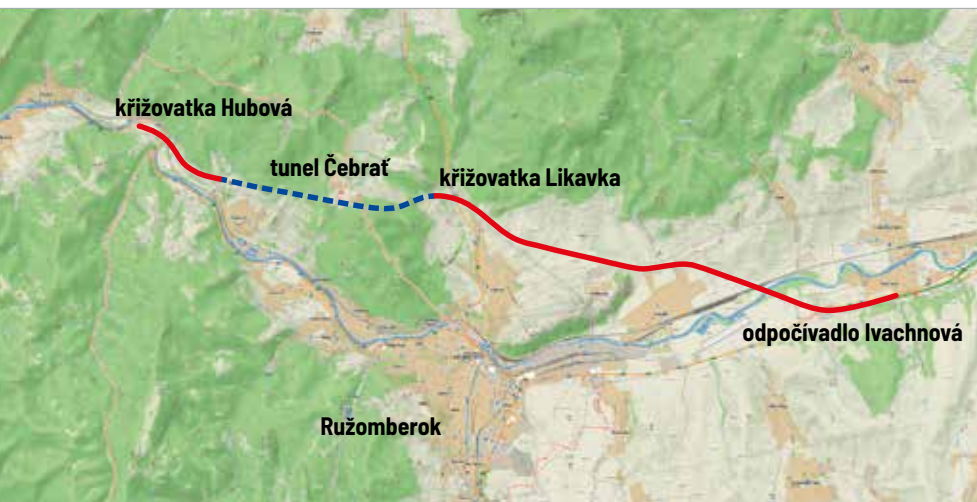 křižovatka Hubová
tunel Čebrať
křižovatka Likavka
odpočívadlo Ivachnová
Ružomberok